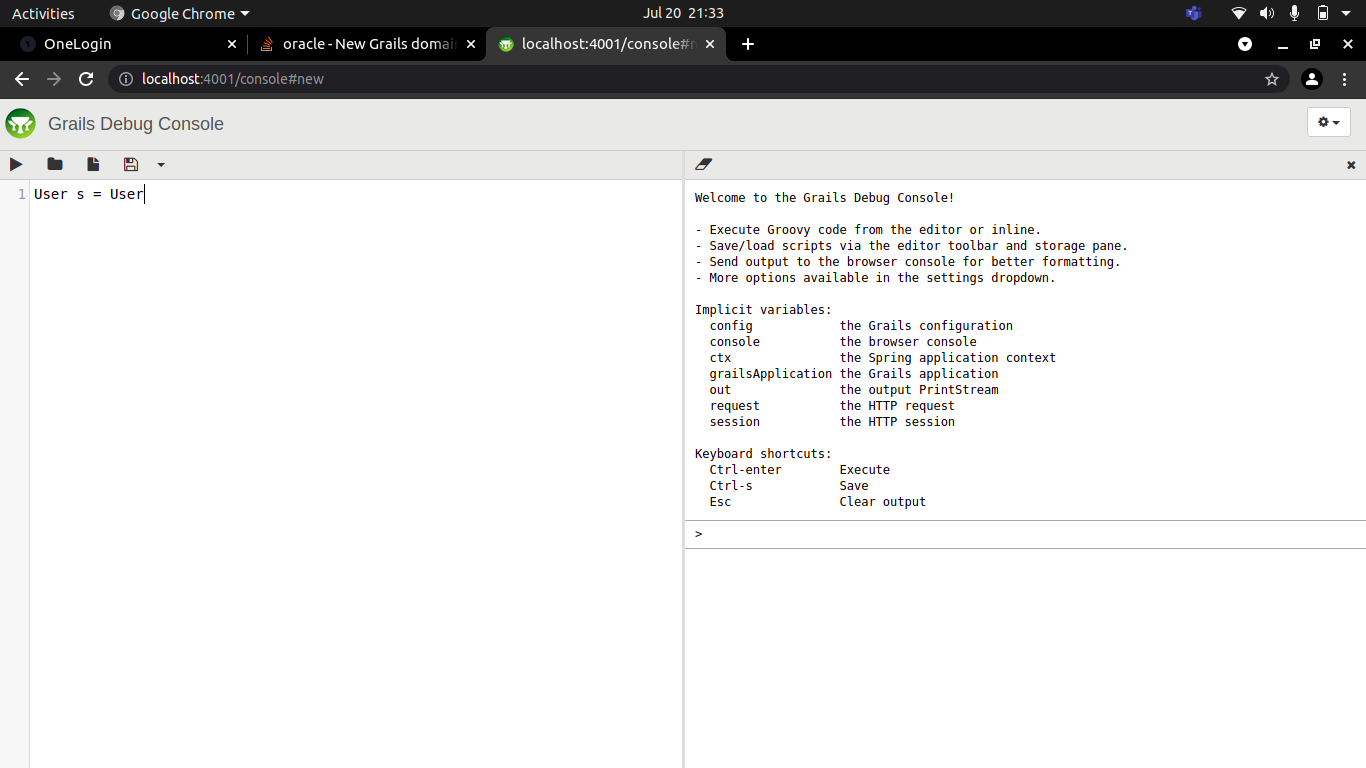 Activities Google Chrome Jul 20 21:33
OneLogin oracle - New Grails domain localhost:4001/console#n
localhost:4001/console#new
Grails Debug Console
1 User s = User
Welcome to the Grails Debug Console!
- Execute Groovy code from the editor or inline.
- Save/load scripts via the editor toolbar and storage pane.
- Send output to the browser console for better formatting.
- More options available in the settings dropdown.
Implicit variables:
config the Grails configuration
console the browser console
ctx the Spring application context
grailsApplication the Grails application
out the output PrintStream
request the HTTP request
session the HTTP session
Keyboard shortcuts:
Ctrl-enter Execute
Ctrl-s Save
Esc Clear output
>